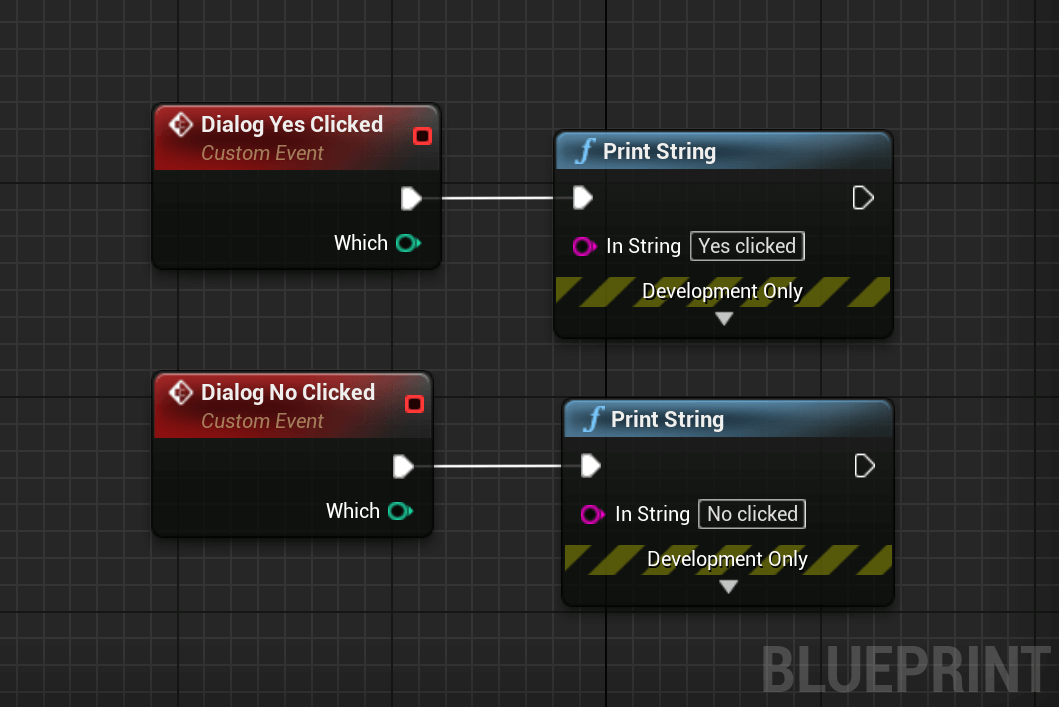 Dialog Yes Clicked
Custom Event
Which
Print String
In String Yes clicked
Development Only
Dialog No Clicked
Custom Event
Which
Print String
In String No clicked
Development Only
BLUEPRINT